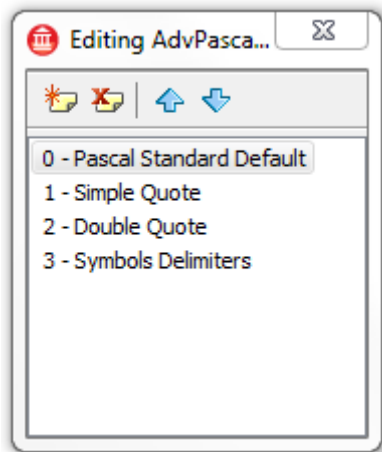 Editing AdvPasca...
0 - Pascal Standard Default
1 - Simple Quote
2 - Double Quote
3 - Symbols Delimiters